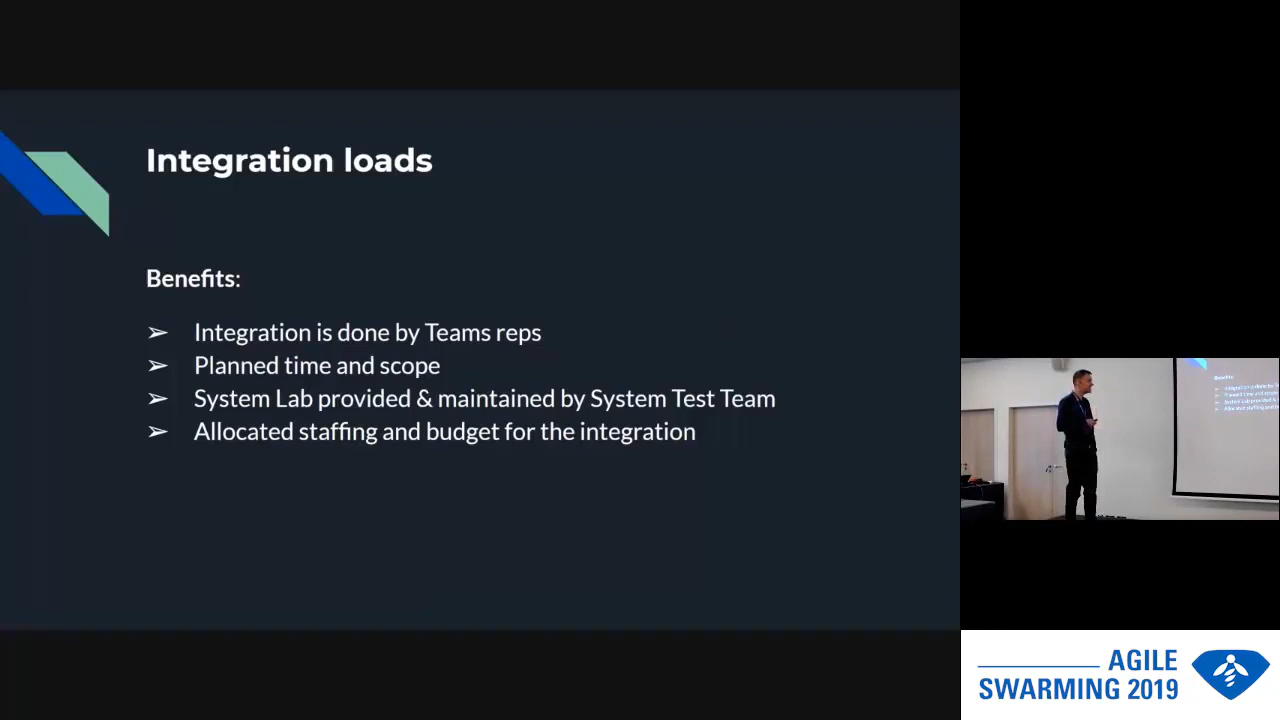 Integration loads
Benefits:
➢ Integration is done by Teams reps
➢ Planned time and scope
➢ System Lab provided & maintained by System Test Team
➢ Allocated staffing and budget for the integration
Benefits:
AGILE
SWARMING 2019